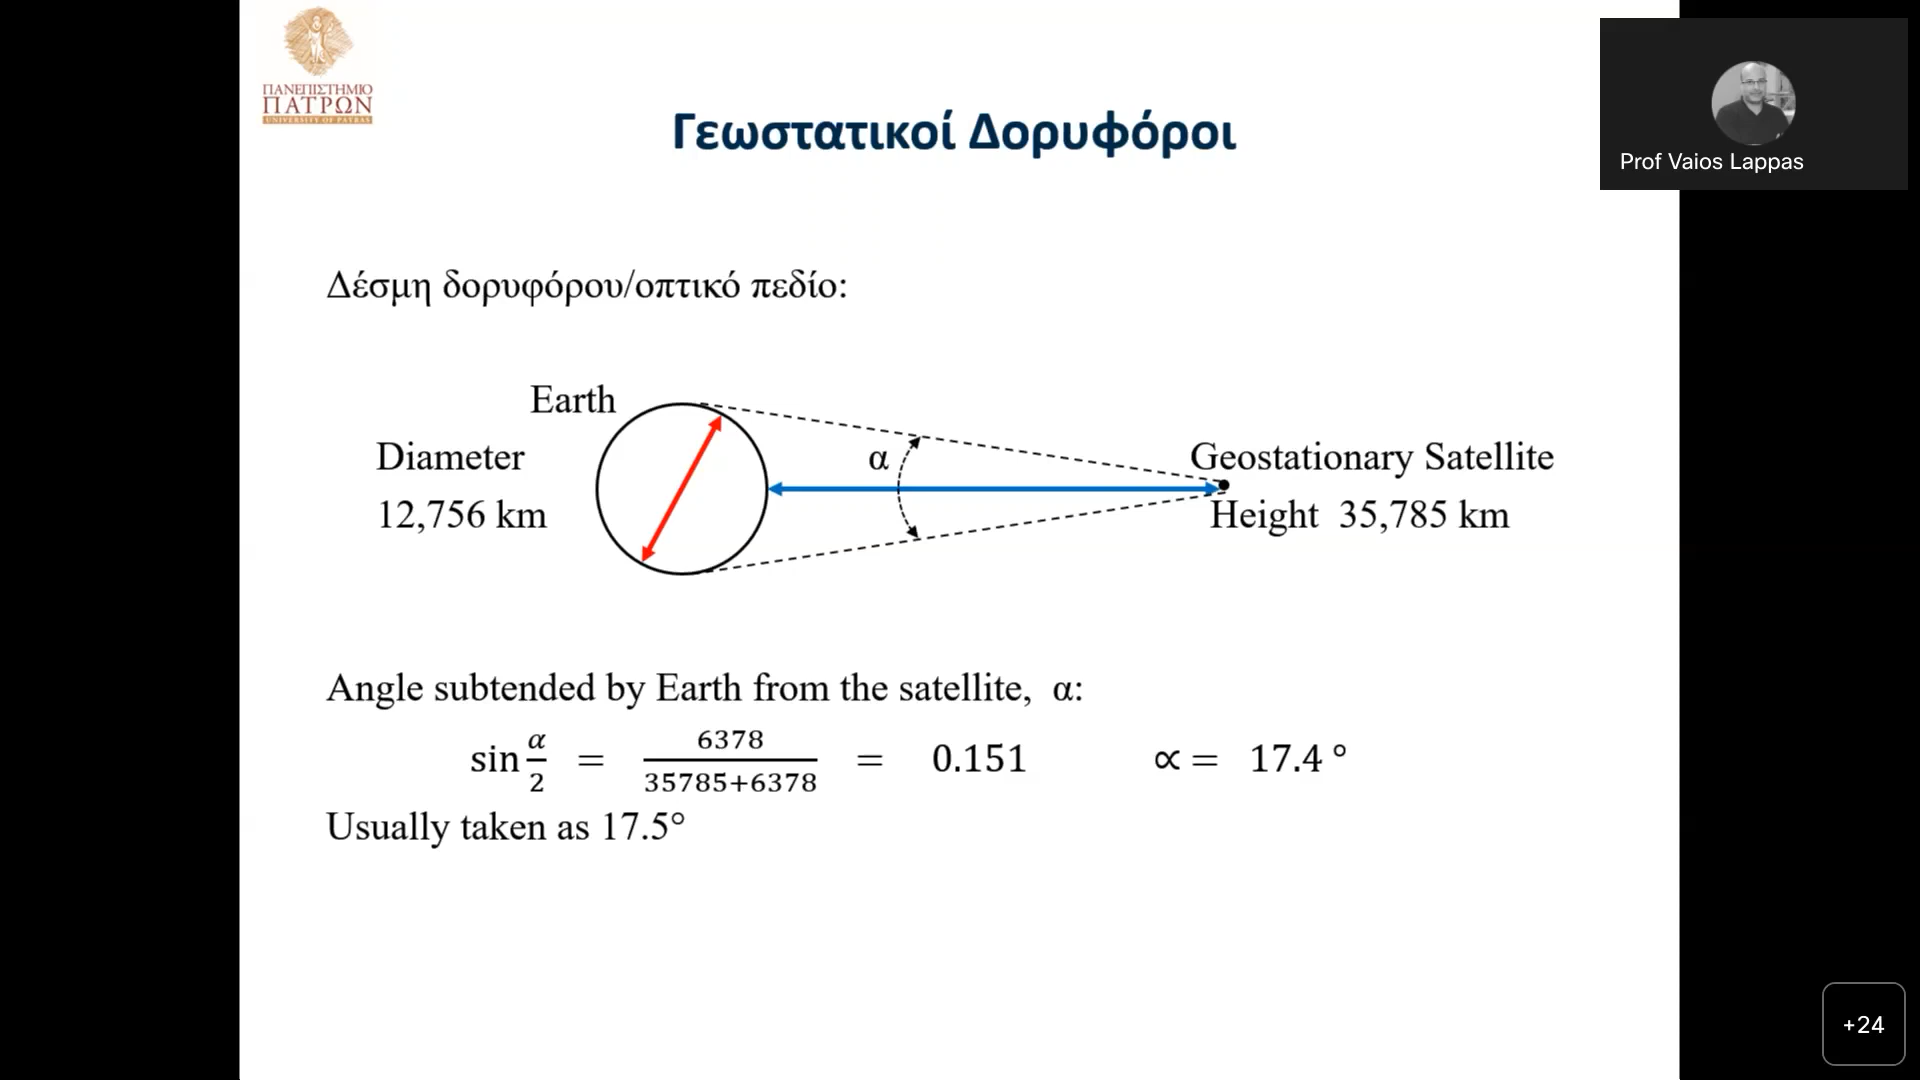 ΠΑΝΕΠΙΣΤΗΜΙΟ
ΠΑΤΡΩΝ
UNIVERSITY OF PATRAS
Γεωστατικοί Δορυφόροι
Prof Vaios Lappas
Δέσμη δορυφόρου/οπτικό πεδίο:
Earth
Diameter
12,756 km
α
Geostationary Satellite
Height 35,785 km
Angle subtended by Earth from the satellite, α:
sin α/2 = 6378/(35785+6378) = 0.151 ∝ = 17.4 °
Usually taken as 17.5°
+24